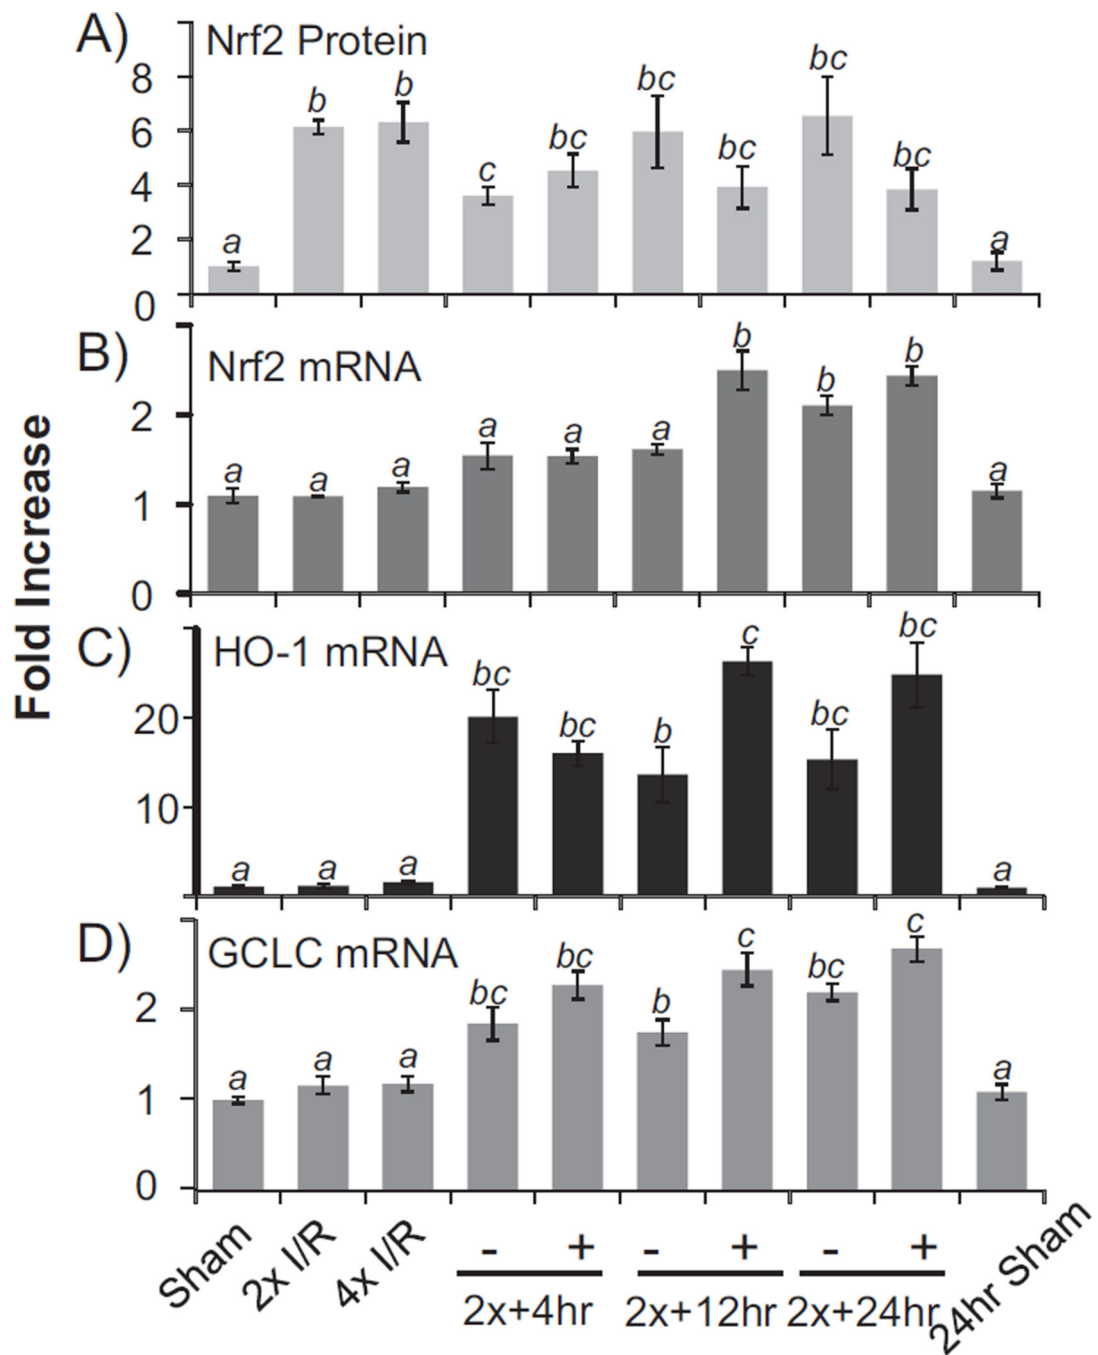 A)
Nrf2 Protein
8
6
4
2
0
a
b
b
c
bc
bc
bc
bc
bc
a
B)
Nrf2 mRNA
2
1
0
a
a
a
a
a
a
b
b
b
a
Fold Increase
C)
HO-1 mRNA
20
10
a
a
a
bc
bc
b
c
bc
bc
a
D)
GCLC mRNA
2
1
0
a
a
a
bc
bc
b
c
bc
c
a
Sham
2x I/R
4x I/R
- +
2x+4hr
- +
2x+12hr
- +
2x+24hr
24hr Sham